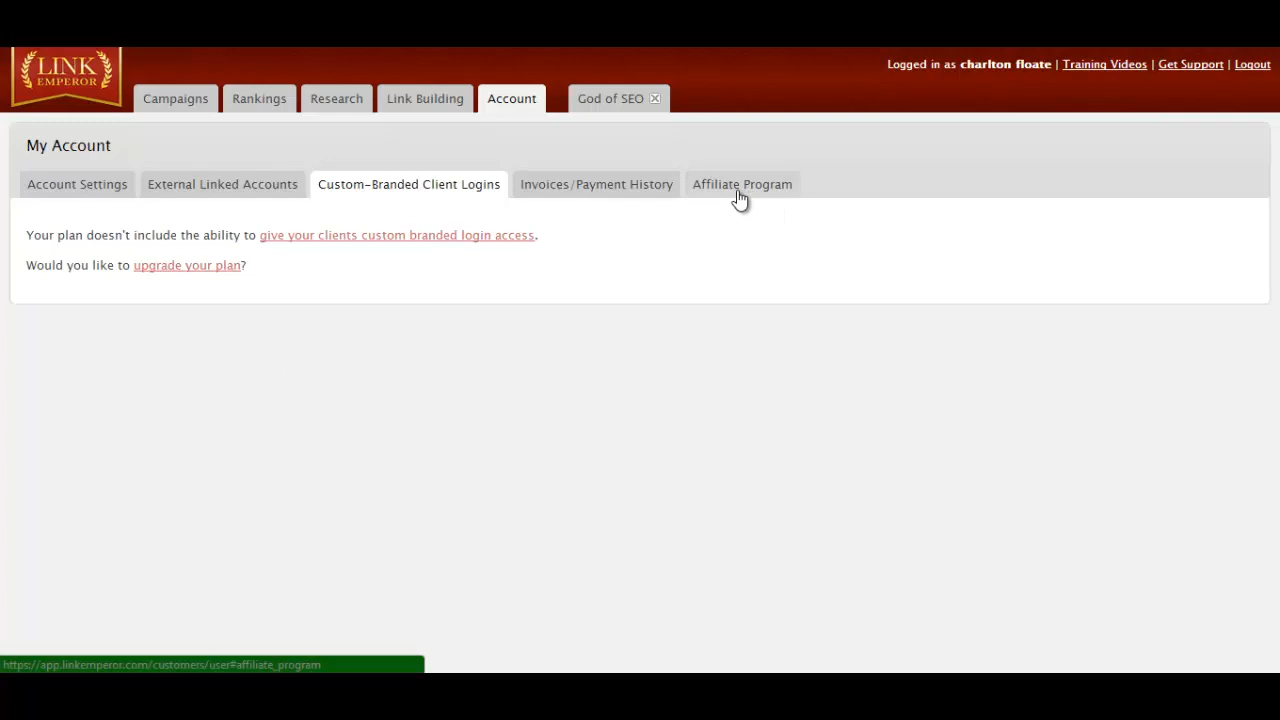 LINK
EMPEROR
Logged in as charlton floate | Training Videos | Get Support | Logout
Campaigns Rankings Research Link Building Account God of SEO
My Account
Account Settings External Linked Accounts Custom-Branded Client Logins Invoices/Payment History Affiliate Program
Your plan doesn't include the ability to give your clients custom branded login access.
Would you like to upgrade your plan?
https://app.linkemperor.com/customers/user#affiliate_program